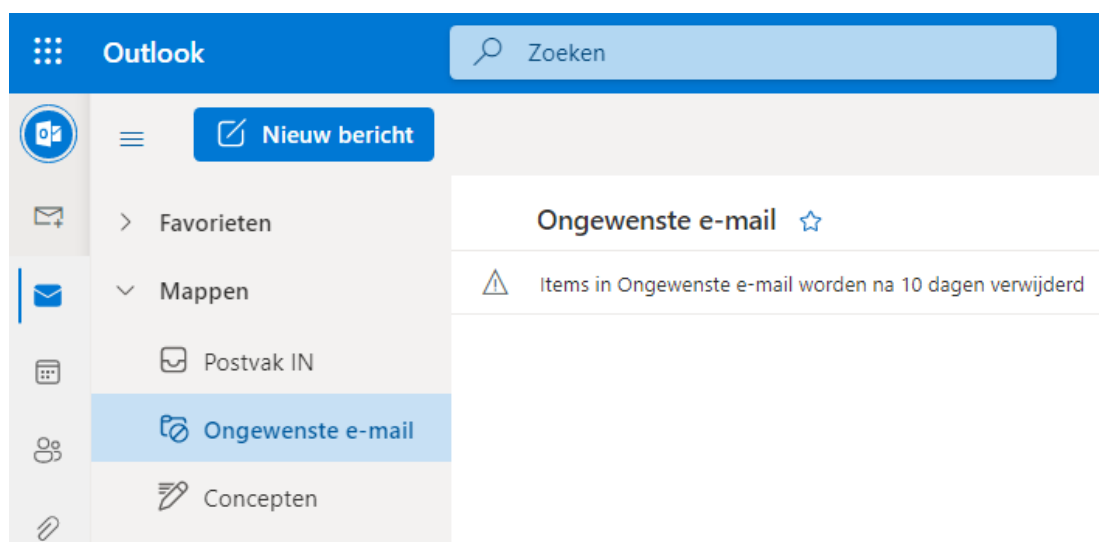 Outlook
Zoeken
Nieuw bericht
Favorieten
Ongewenste e-mail
Mappen
Items in Ongewenste e-mail worden na 10 dagen verwijderd
Postvak IN
Ongewenste e-mail
Concepten